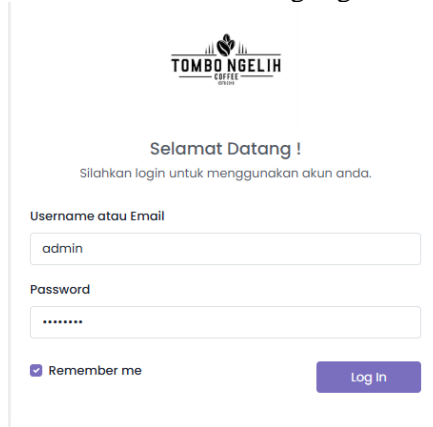 TOMBO NGELIH
COFFEE
Selamat Datang !
Silahkan login untuk menggunakan akun anda.
Username atau Email
admin
Password
••••••••
Remember me
Log In